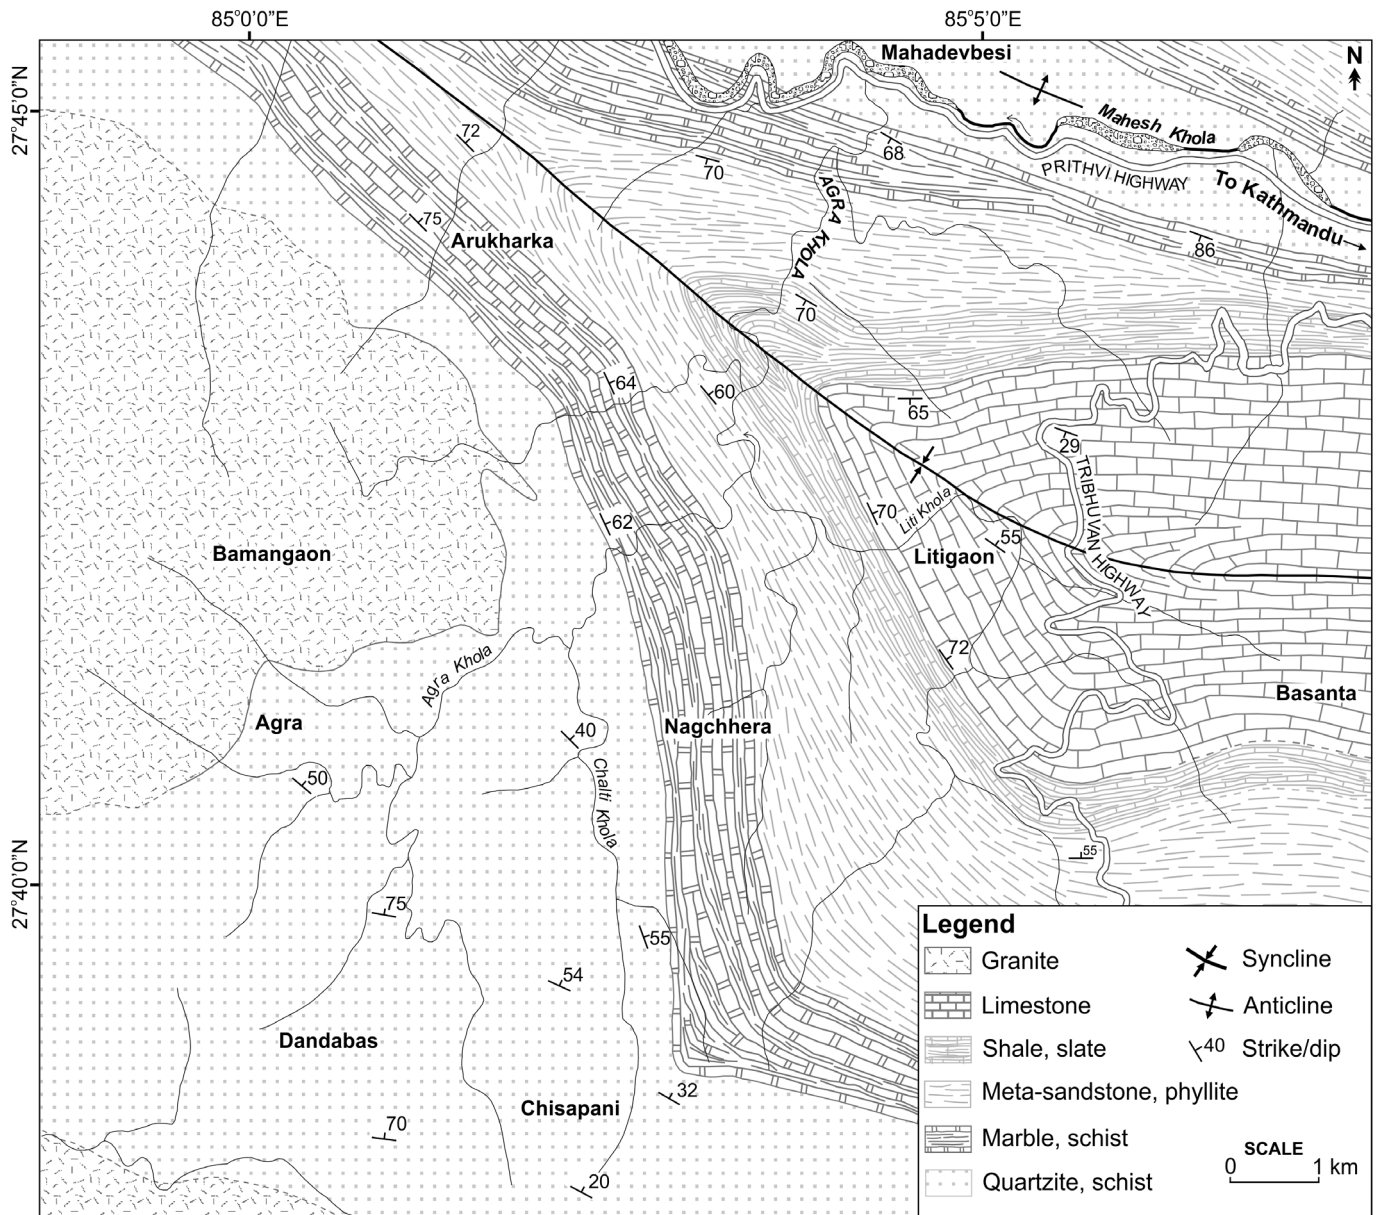 85°0'0"E
85°5'0"E
Mahadevbesi
N
27°45'0"N
Mahesh Khola
72
68
PRITHVI HIGHWAY
70
To Kathmandu
AGRA KHOLA
75
Arukharka
86
70
64
60
65
29
TRIBHUVAN HIGHWAY
70
Liti Khola
62
55
Bamangaon
Litigaon
72
Agra Khola
Basanta
Agra
40
Nagchhera
50
Chalti Khola
55
27°40'0"N
75
55
54
Dandabas
32
Chisapani
70
20
Legend
Granite
Syncline
Limestone
Anticline
Shale, slate
40
Strike/dip
Meta-sandstone, phyllite
Marble, schist
SCALE
0
1 km
Quartzite, schist